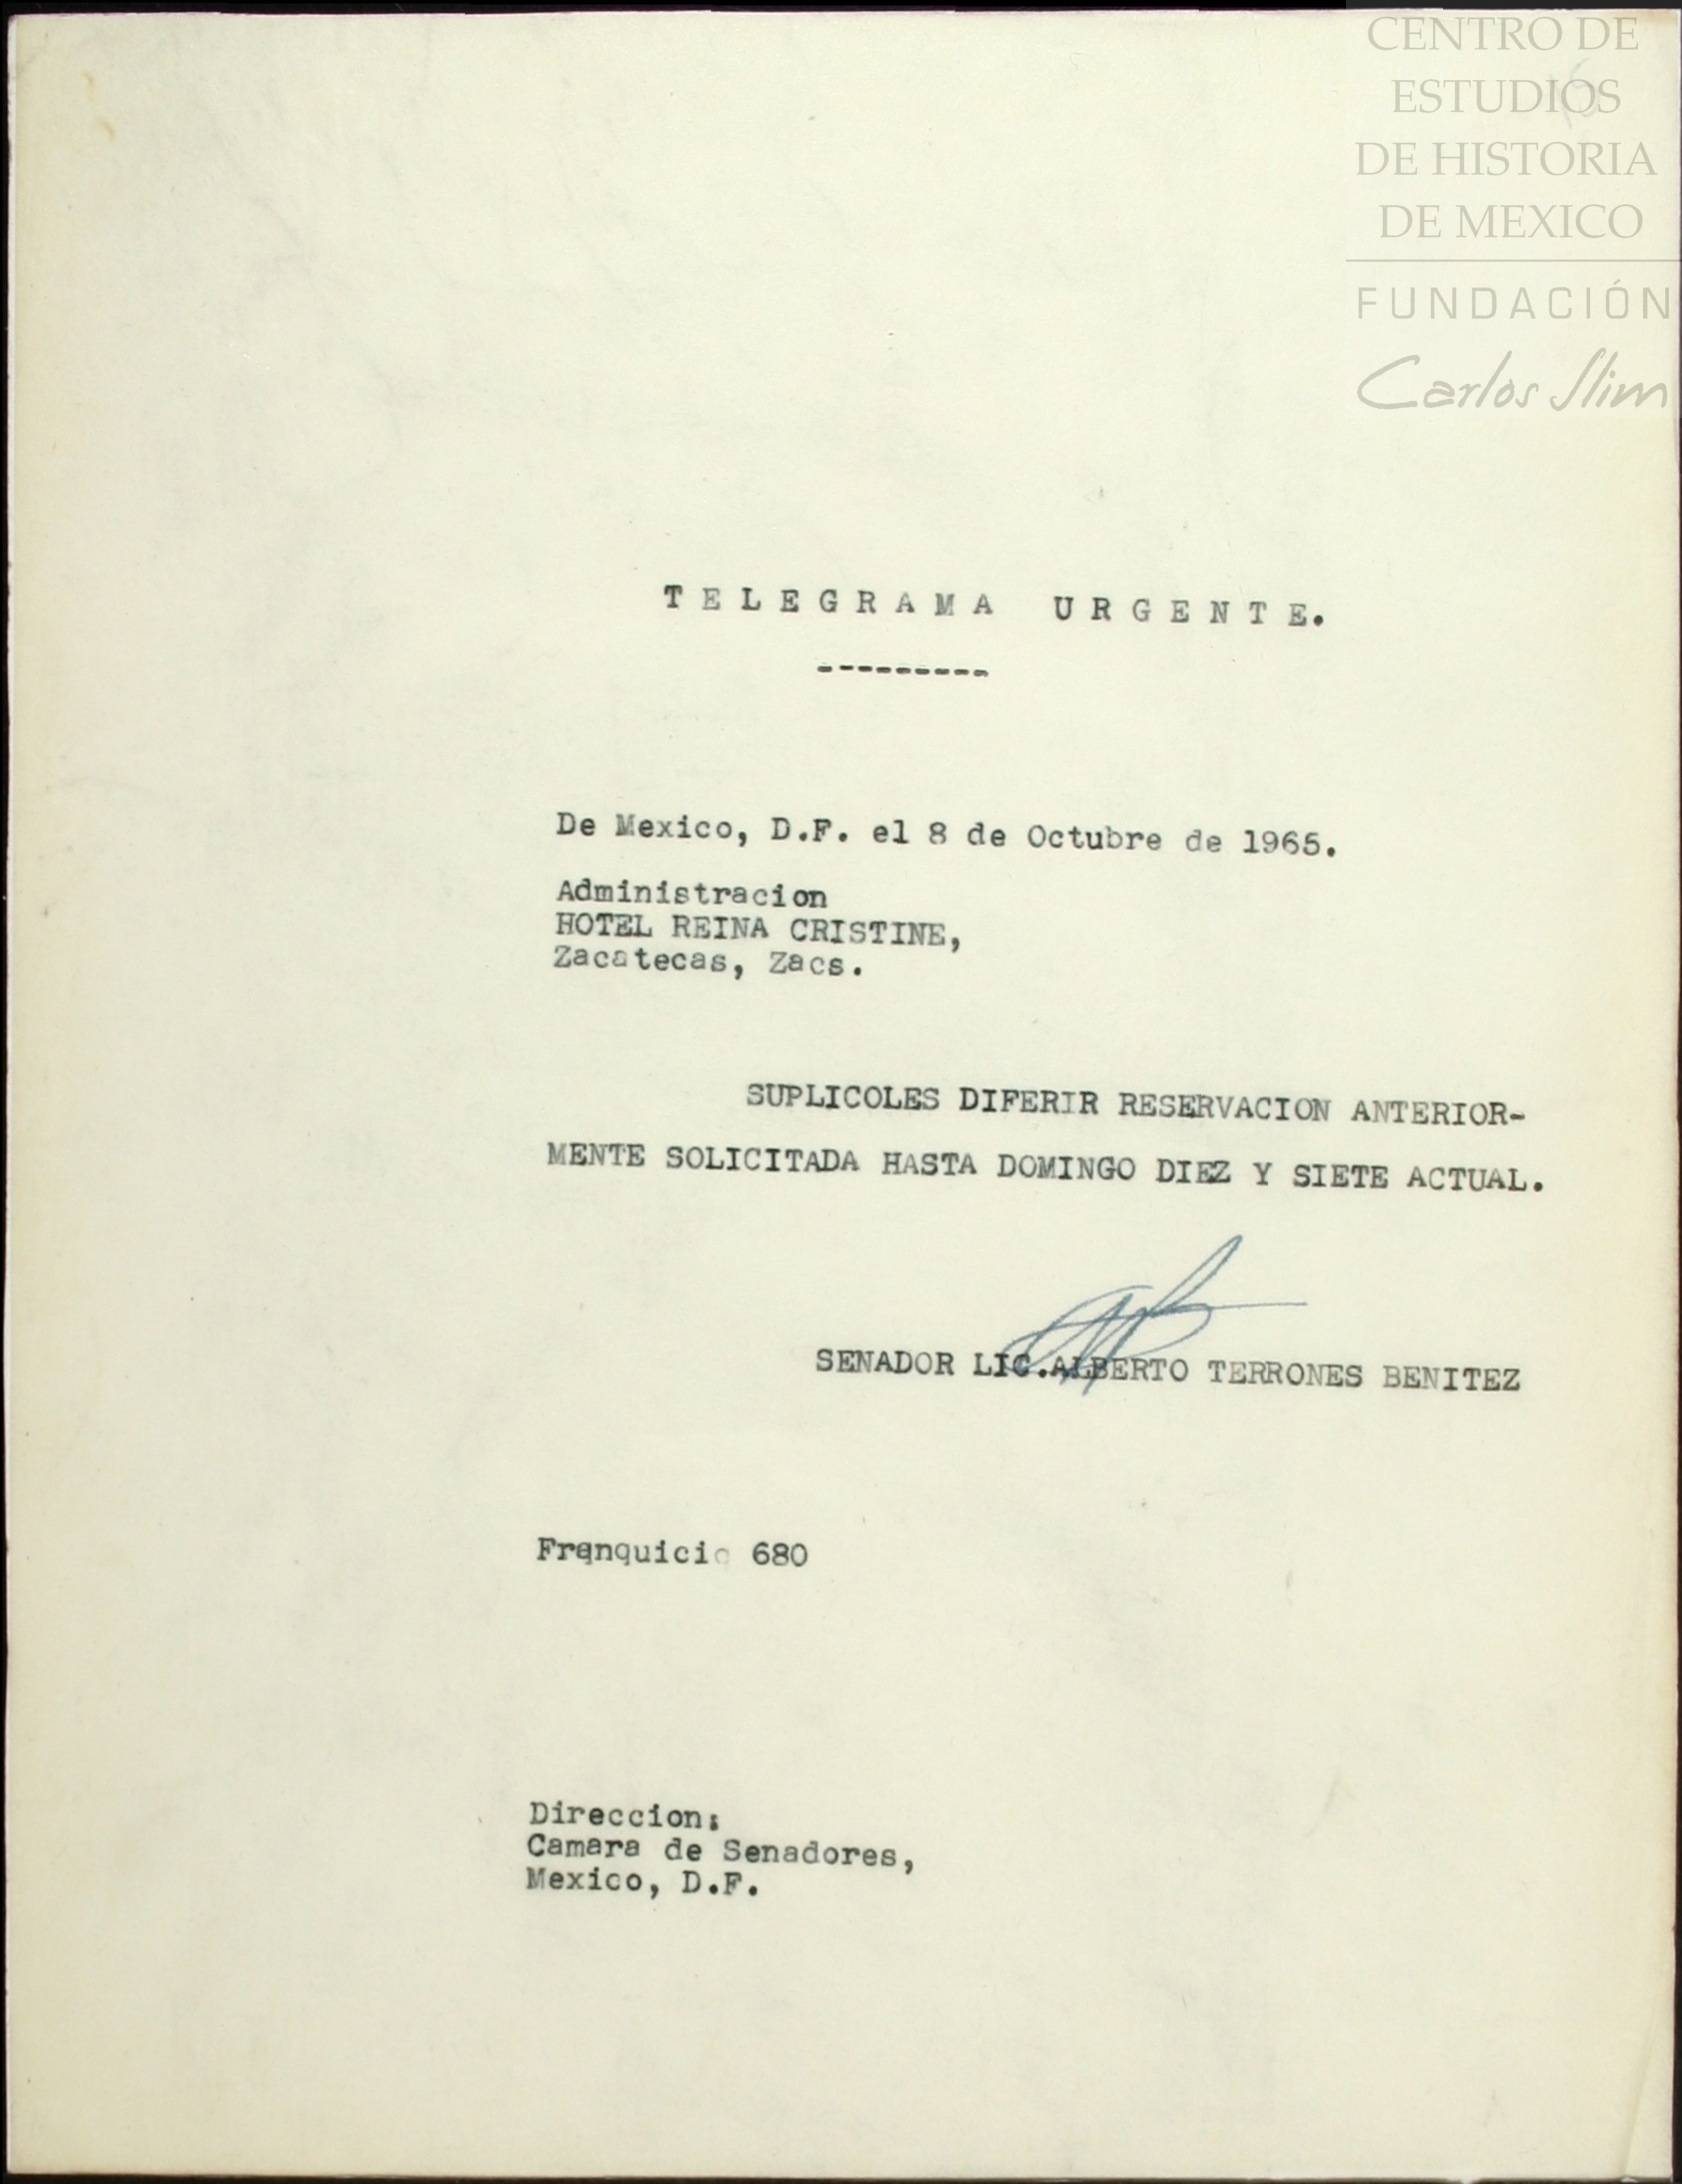 CENTRO DE
ESTUDIOS
DE HISTORIA
DE MEXICO
FUNDACIÓN
Carlos Slim
TELEGRAMA URGENTE.
---------
De Mexico, D.F. el 8 de Octubre de 1965.
Administracion
HOTEL REINA CRISTINE,
Zacatecas, Zacs.
SUPLICOLES DIFERIR RESERVACION ANTERIOR-
MENTE SOLICITADA HASTA DOMINGO DIEZ Y SIETE ACTUAL.
SENADOR LIC.ALBERTO TERRONES BENITEZ
Franquicia 680
Direccion:
Camara de Senadores,
Mexico, D.F.